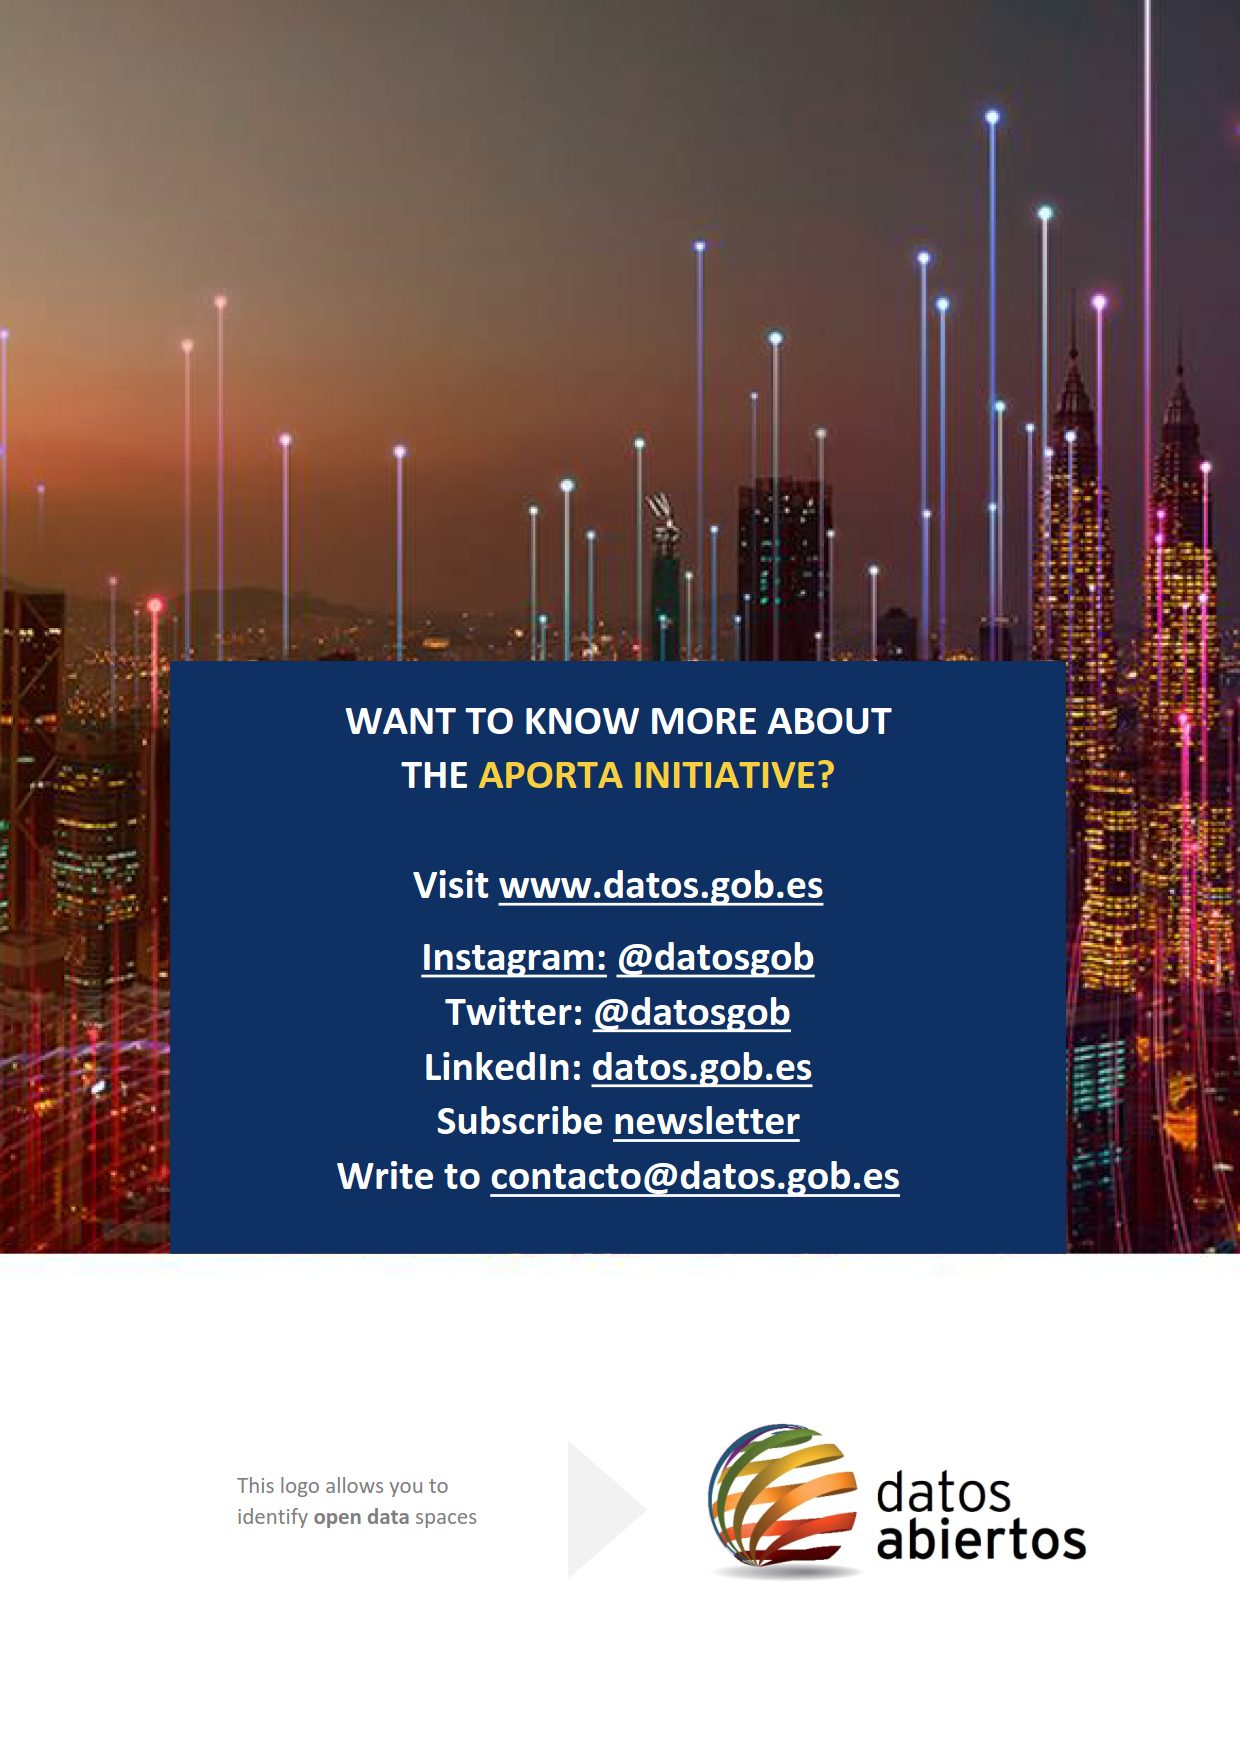 WANT TO KNOW MORE ABOUT
THE APORTA INITIATIVE?
Visit www.datos.gob.es
Instagram: @datosgob
Twitter: @datosgob
LinkedIn: datos.gob.es
Subscribe newsletter
Write to contacto@datos.gob.es
This logo allows you to
identify open data spaces
datos
abiertos